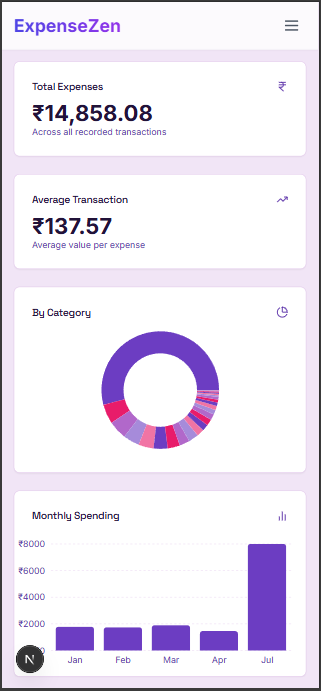 ExpenseZen
Total Expenses
₹14,858.08
Across all recorded transactions
Average Transaction
₹137.57
Average value per expense
By Category
Monthly Spending
₹8000
₹6000
₹4000
₹2000
N
Jan Feb Mar Apr Jul